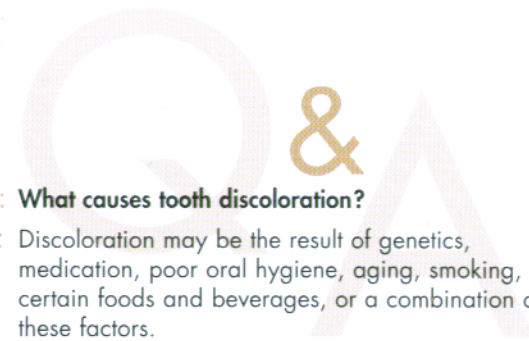 Q & A
: What causes tooth discoloration?
: Discoloration may be the result of genetics,
medication, poor oral hygiene, aging, smoking,
certain foods and beverages, or a combination
these factors.